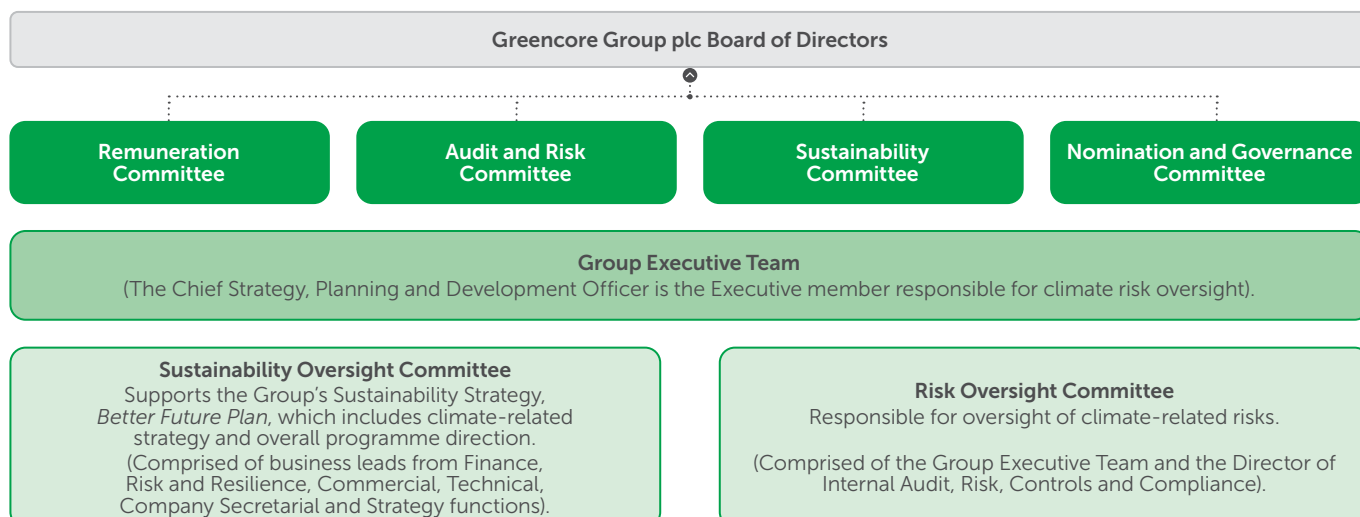 Greencore Group plc Board of Directors
Remuneration
Committee
Audit and Risk
Committee
Sustainability
Committee
Nomination and Governance
Committee
Group Executive Team
(The Chief Strategy, Planning and Development Officer is the Executive member responsible for climate risk oversight).
Sustainability Oversight Committee
Supports the Group’s Sustainability Strategy,
Better Future Plan, which includes climate-related
strategy and overall programme direction.
(Comprised of business leads from Finance,
Risk and Resilience, Commercial, Technical,
Company Secretarial and Strategy functions).
Risk Oversight Committee
Responsible for oversight of climate-related risks.
(Comprised of the Group Executive Team and the Director of
Internal Audit, Risk, Controls and Compliance).